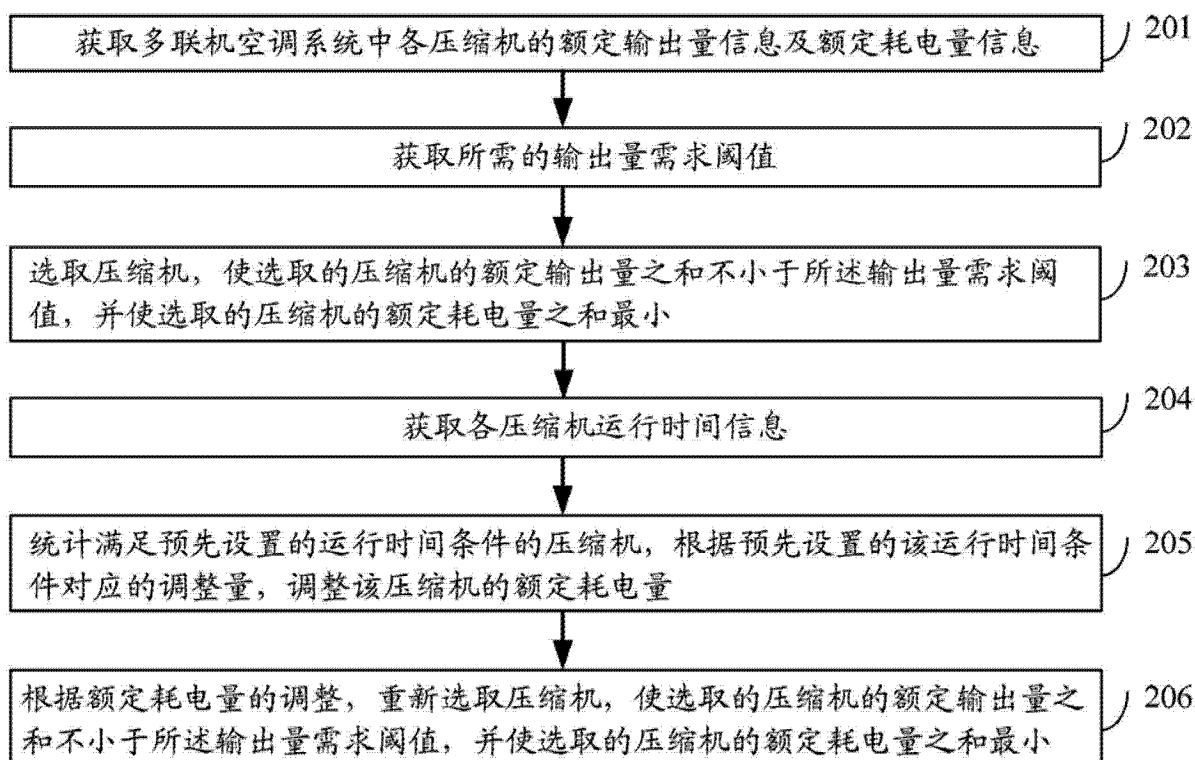 获取多联机空调系统中各压缩机的额定输出量信息及额定耗电量信息
201
获取所需的输出量需求阈值
202
选取压缩机，使选取的压缩机的额定输出量之和不小于所述输出量需求阈
值，并使选取的压缩机的额定耗电量之和最小
203
获取各压缩机运行时间信息
204
统计满足预先设置的运行时间条件的压缩机，根据预先设置的该运行时间条
件对应的调整量，调整该压缩机的额定耗电量
205
根据额定耗电量的调整，重新选取压缩机，使选取的压缩机的额定输出量之
和不小于所述输出量需求阈值，并使选取的压缩机的额定耗电量之和最小
206